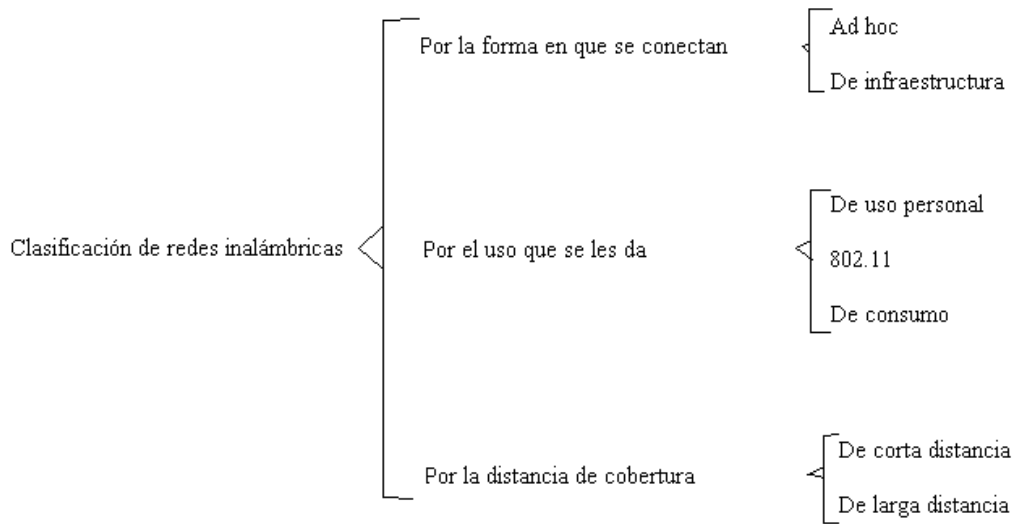 Clasificación de redes inalámbricas
Por la forma en que se conectan
Ad hoc
De infraestructura
Por el uso que se les da
De uso personal
802.11
De consumo
Por la distancia de cobertura
De corta distancia
De larga distancia